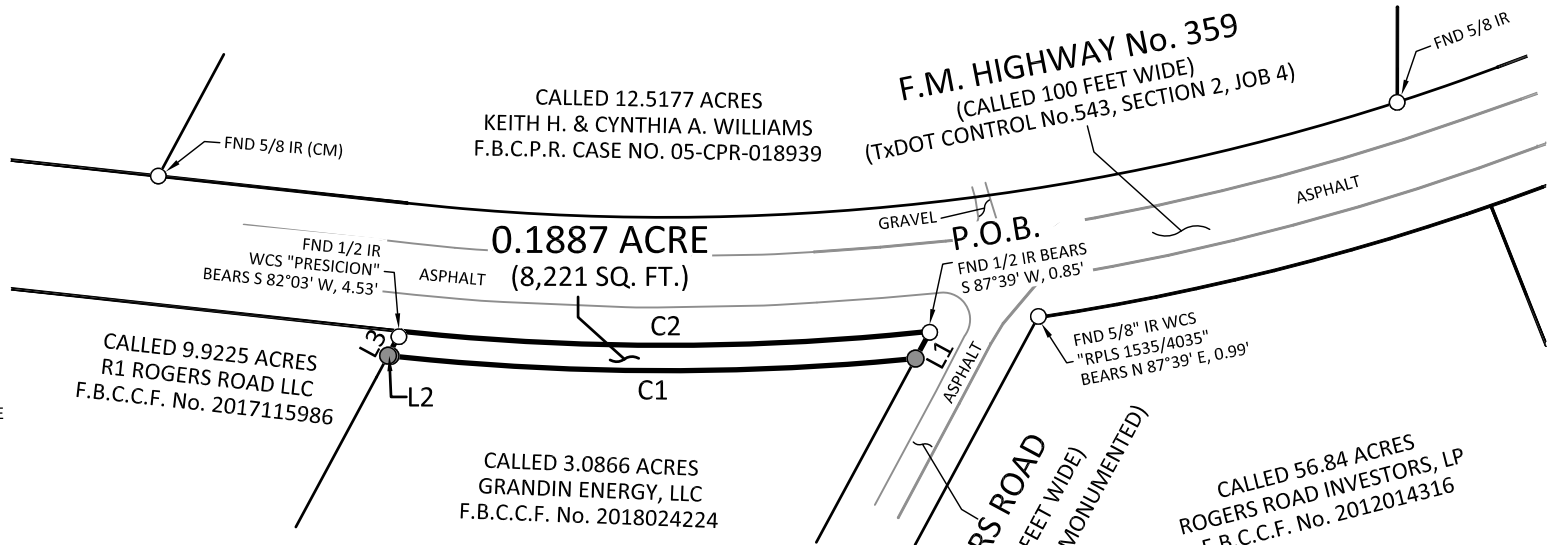 F.M. HIGHWAY No. 359
(CALLED 100 FEET WIDE)
(TxDOT CONTROL No.543, SECTION 2, JOB 4)
FND 5/8 IR
CALLED 12.5177 ACRES
KEITH H. & CYNTHIA A. WILLIAMS
F.B.C.P.R. CASE NO. 05-CPR-018939
FND 5/8 IR (CM)
ASPHALT
GRAVEL
P.O.B.
FND 1/2 IR BEARS
S 87°39' W, 0.85'
0.1887 ACRE
(8,221 SQ. FT.)
FND 1/2 IR
WCS "PRESICION"
BEARS S 82°03' W, 4.53'
ASPHALT
C2
C1
L3
L2
L1
ASPHALT
FND 5/8" IR WCS
"RPLS 1535/4035"
BEARS N 87°39' E, 0.99'
CALLED 9.9225 ACRES
R1 ROGERS ROAD LLC
F.B.C.C.F. No. 2017115986
CALLED 3.0866 ACRES
GRANDIN ENERGY, LLC
F.B.C.C.F. No. 2018024224
RS ROAD
FEET WIDE)
MONUMENTED)
CALLED 56.84 ACRES
ROGERS ROAD INVESTORS, LP
F.B.C.C.F. No. 2012014316
E